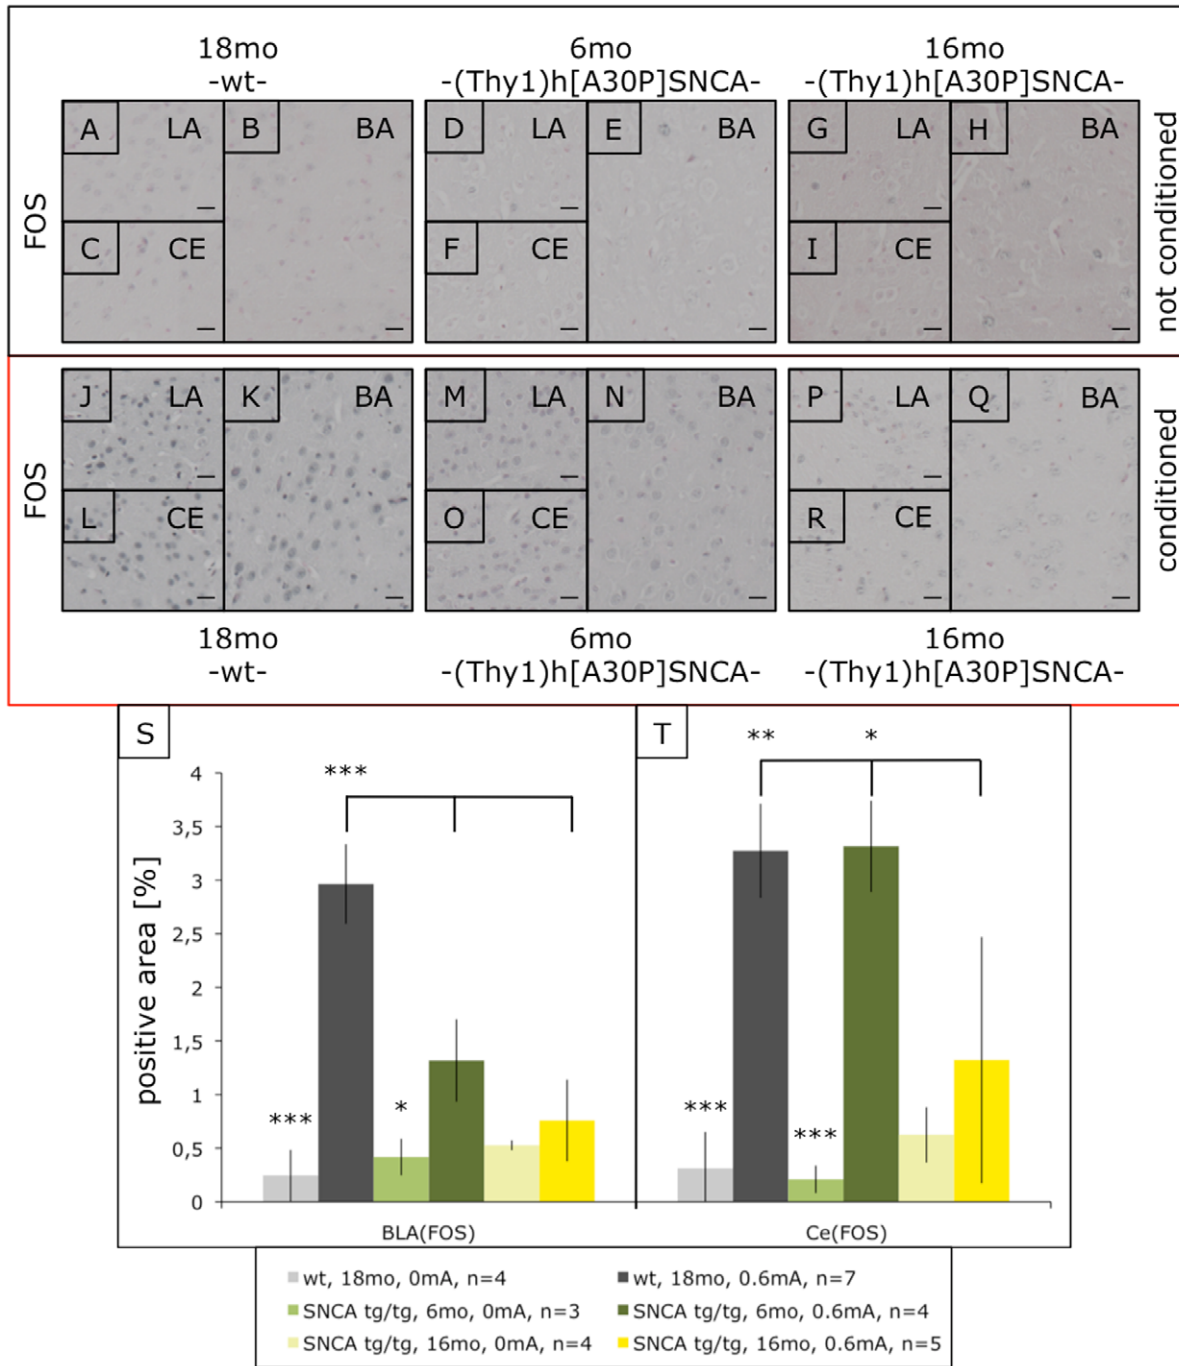 18mo 6mo 16mo
-wt- -(Thy1)h[A30P]SNCA- -(Thy1)h[A30P]SNCA-
A LA B BA D LA E BA G LA H BA
C CE F CE I CE
FOS
not conditioned
J LA K BA M LA N BA P LA Q BA
L CE O CE R CE
FOS
conditioned
18mo 6mo 16mo
-wt- -(Thy1)h[A30P]SNCA- -(Thy1)h[A30P]SNCA-
S T
** *
***
4
3,5
3
2,5
2
1,5
1
0,5
0
positive area [%]
*** * *** ***
BLA(FOS) Ce(FOS)
wt, 18mo, 0mA, n=4 wt, 18mo, 0.6mA, n=7
SNCA tg/tg, 6mo, 0mA, n=3 SNCA tg/tg, 6mo, 0.6mA, n=4
SNCA tg/tg, 16mo, 0mA, n=4 SNCA tg/tg, 16mo, 0.6mA, n=5